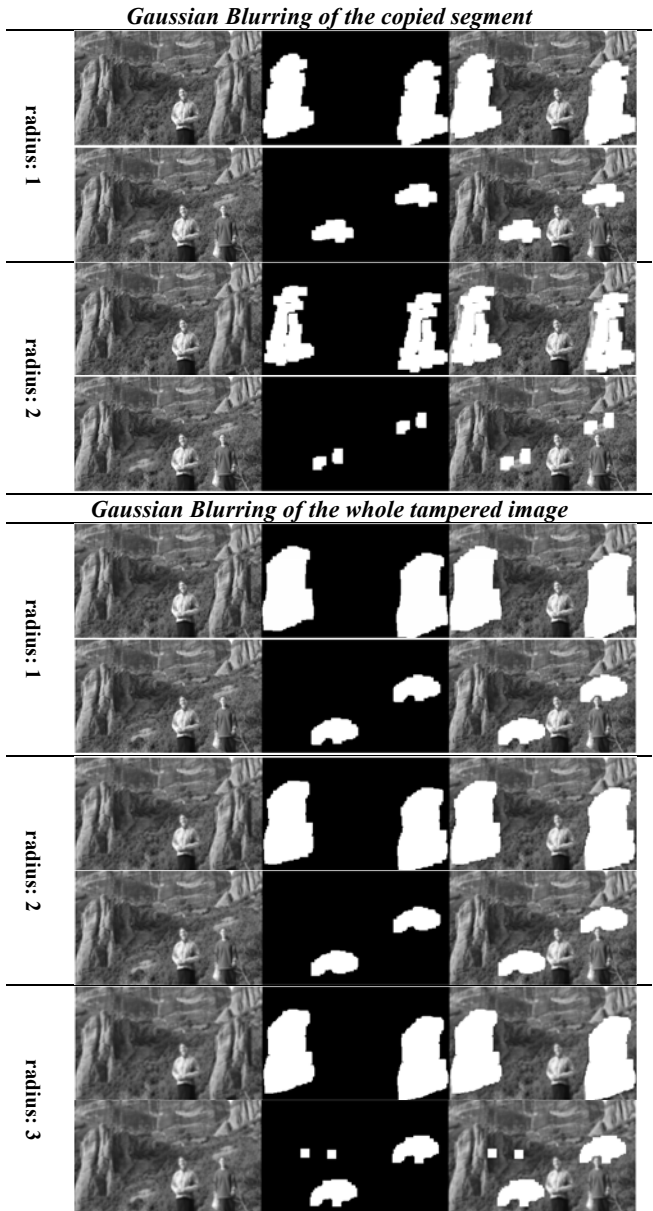 Gaussian Blurring of the copied segment
radius: 1
radius: 2
Gaussian Blurring of the whole tampered image
radius: 1
radius: 2
radius: 3